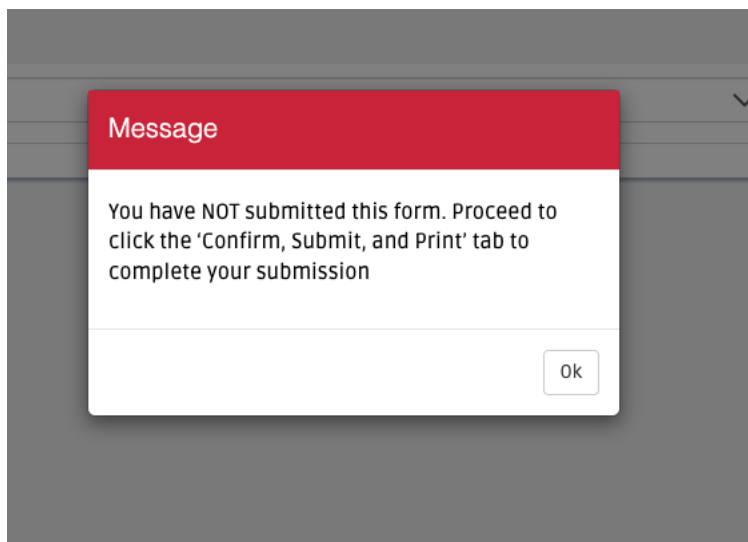 Message
You have NOT submitted this form. Proceed to
click the ‘Confirm, Submit, and Print’ tab to
complete your submission
Ok